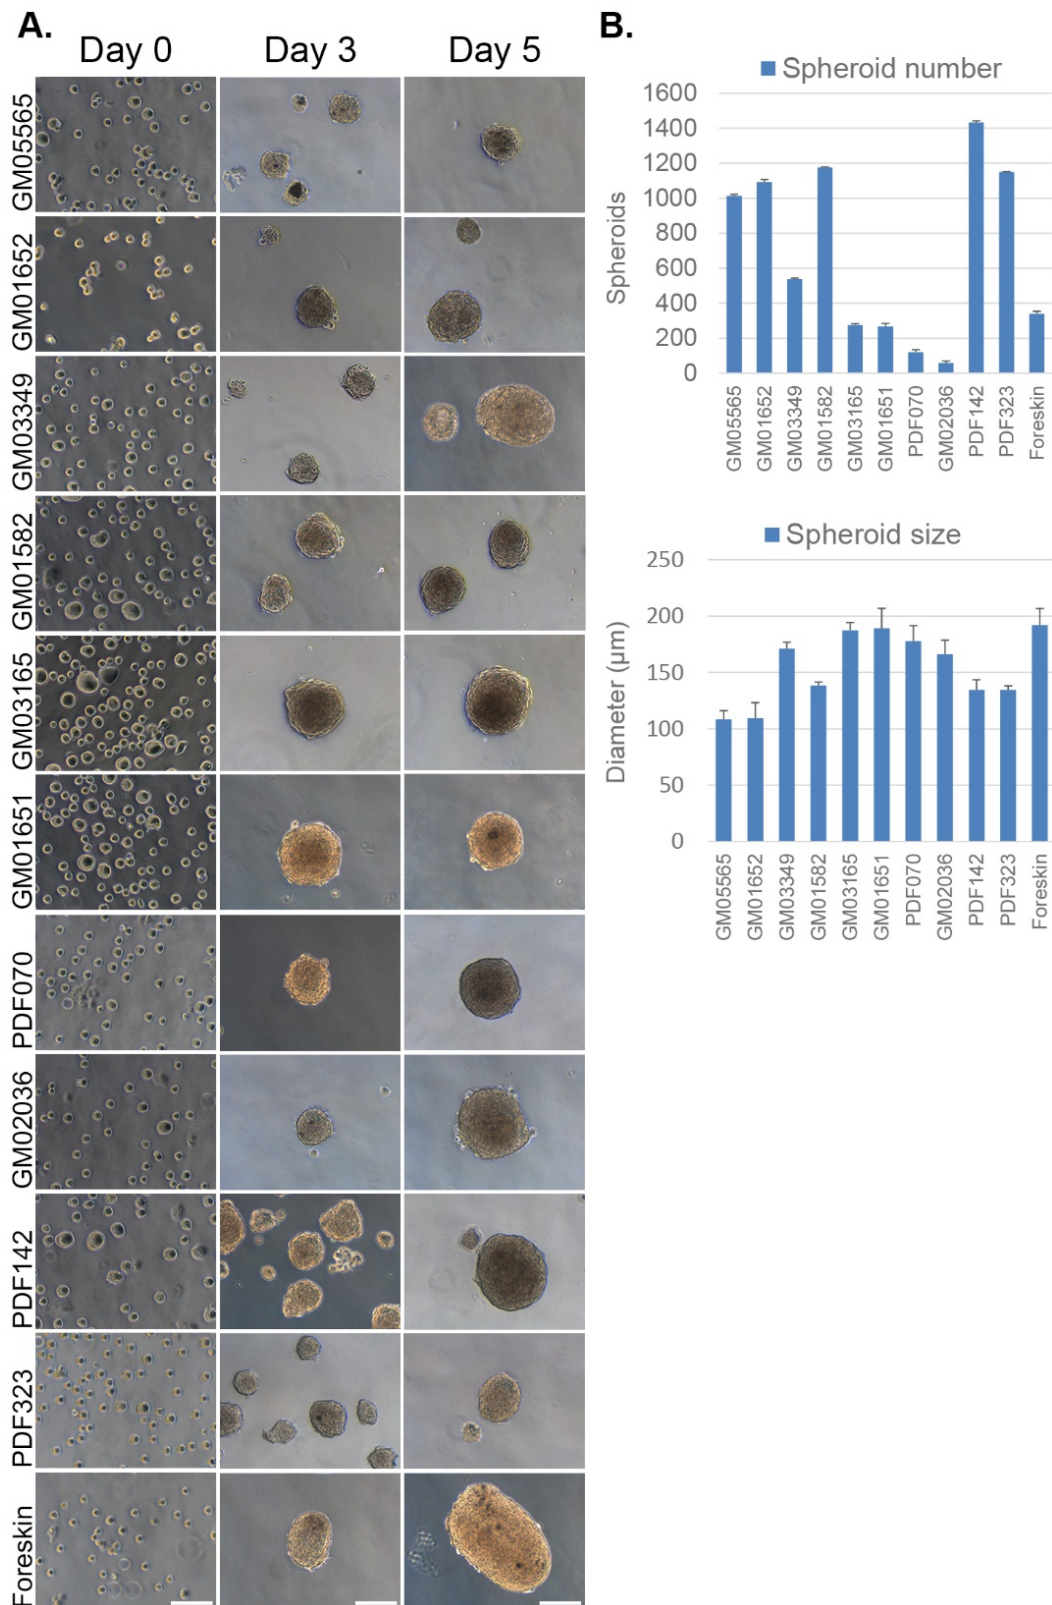 A.
Day 0 Day 3 Day 5
GM05565
GM01652
GM03349
GM01582
GM03165
GM01651
PDF070
GM02036
PDF142
PDF323
Foreskin
B.
Spheroid number
Spheroids
1600
1400
1200
1000
800
600
400
200
0
GM05565
GM01652
GM03349
GM01582
GM03165
GM01651
PDF070
GM02036
PDF142
PDF323
Foreskin
Spheroid size
Diameter (µm)
250
200
150
100
50
0
GM05565
GM01652
GM03349
GM01582
GM03165
GM01651
PDF070
GM02036
PDF142
PDF323
Foreskin